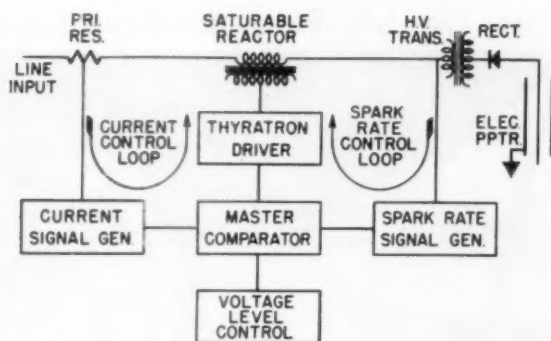 PRI.
RES.
SATURABLE
REACTOR
H.V.
TRANS.
RECT.
LINE
INPUT
CURRENT
CONTROL
LOOP
THYRATRON
DRIVER
SPARK
RATE
CONTROL
LOOP
ELEC.
PPTR.
CURRENT
SIGNAL GEN.
MASTER
COMPARATOR
SPARK RATE
SIGNAL GEN.
VOLTAGE
LEVEL
CONTROL